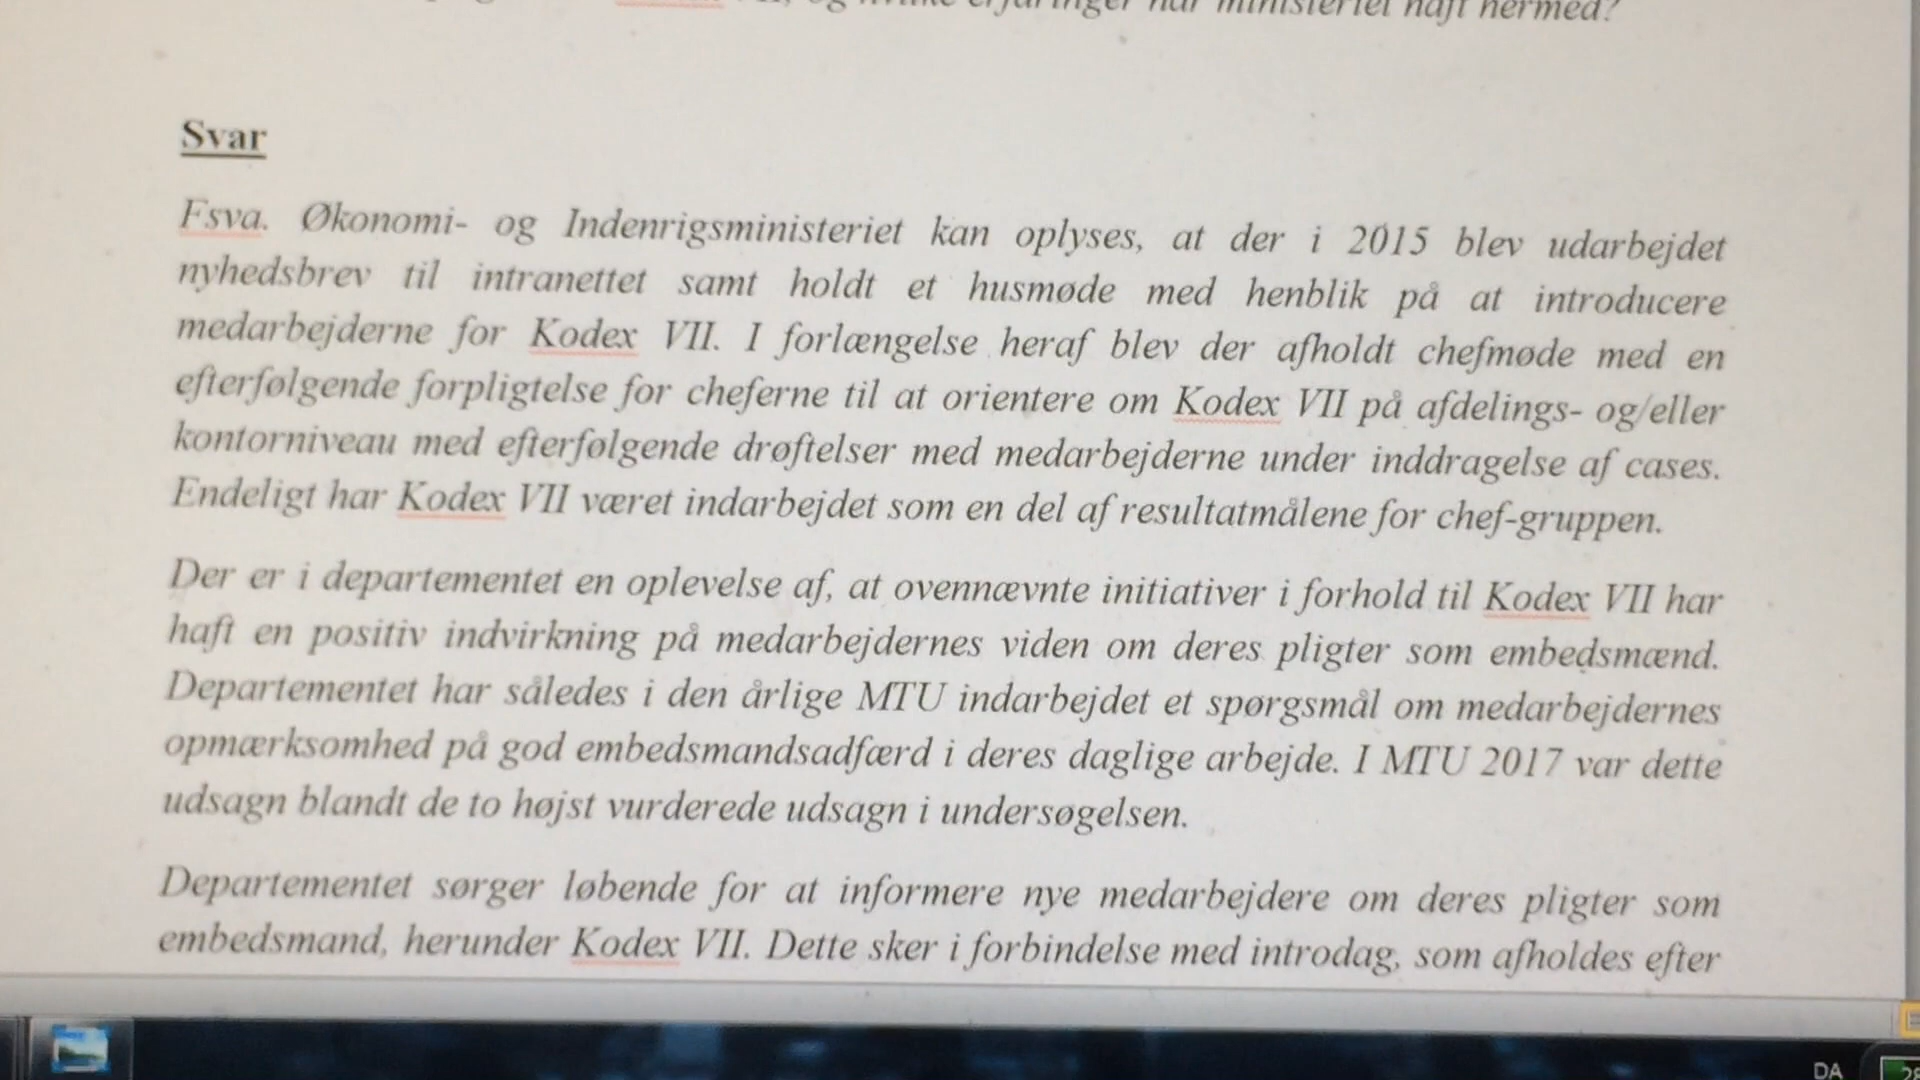 og hvilke erfaringer har ministeriet haft hermed?
Svar
Fsva. Økonomi- og Indenrigsministeriet kan oplyses, at der i 2015 blev udarbejdet
nyhedsbrev til intranettet samt holdt et husmøde med henblik på at introducere
medarbejderne for Kodex VII. I forlængelse heraf blev der afholdt chefmøde med en
efterfølgende forpligtelse for cheferne til at orientere om Kodex VII på afdelings- og/eller
kontorniveau med efterfølgende drøftelser med medarbejderne under inddragelse af cases.
Endeligt har Kodex VII været indarbejdet som en del af resultatmålene for chef-gruppen.
Der er i departementet en oplevelse af, at ovennævnte initiativer i forhold til Kodex VII har
haft en positiv indvirkning på medarbejdernes viden om deres pligter som embedsmænd.
Departementet har således i den årlige MTU indarbejdet et spørgsmål om medarbejdernes
opmærksomhed på god embedsmandsadfærd i deres daglige arbejde. I MTU 2017 var dette
udsagn blandt de to højst vurderede udsagn i undersøgelsen.
Departementet sørger løbende for at informere nye medarbejdere om deres pligter som
embedsmand, herunder Kodex VII. Dette sker i forbindelse med introdag, som afholdes efter
DA